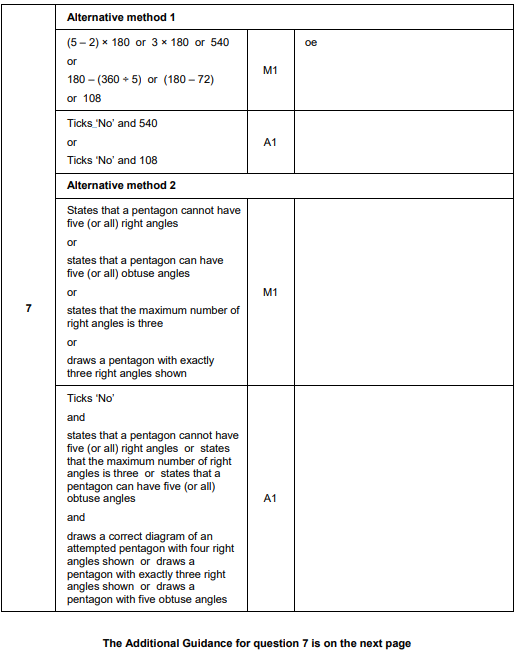 Alternative method 1
(5 – 2) × 180 or 3 × 180 or 540
or
180 – (360 ÷ 5) or (180 – 72)
or 108
M1
oe
Ticks ‘No’ and 540
or
Ticks ‘No’ and 108
A1
Alternative method 2
States that a pentagon cannot have
five (or all) right angles
or
states that a pentagon can have
five (or all) obtuse angles
or
states that the maximum number of
right angles is three
or
draws a pentagon with exactly
three right angles shown
M1
7
Ticks ‘No’
and
states that a pentagon cannot have
five (or all) right angles or states
that the maximum number of right
angles is three or states that a
pentagon can have five (or all)
obtuse angles
and
draws a correct diagram of an
attempted pentagon with four right
angles shown or draws a
pentagon with exactly three right
angles shown or draws a
pentagon with five obtuse angles
A1
The Additional Guidance for question 7 is on the next page